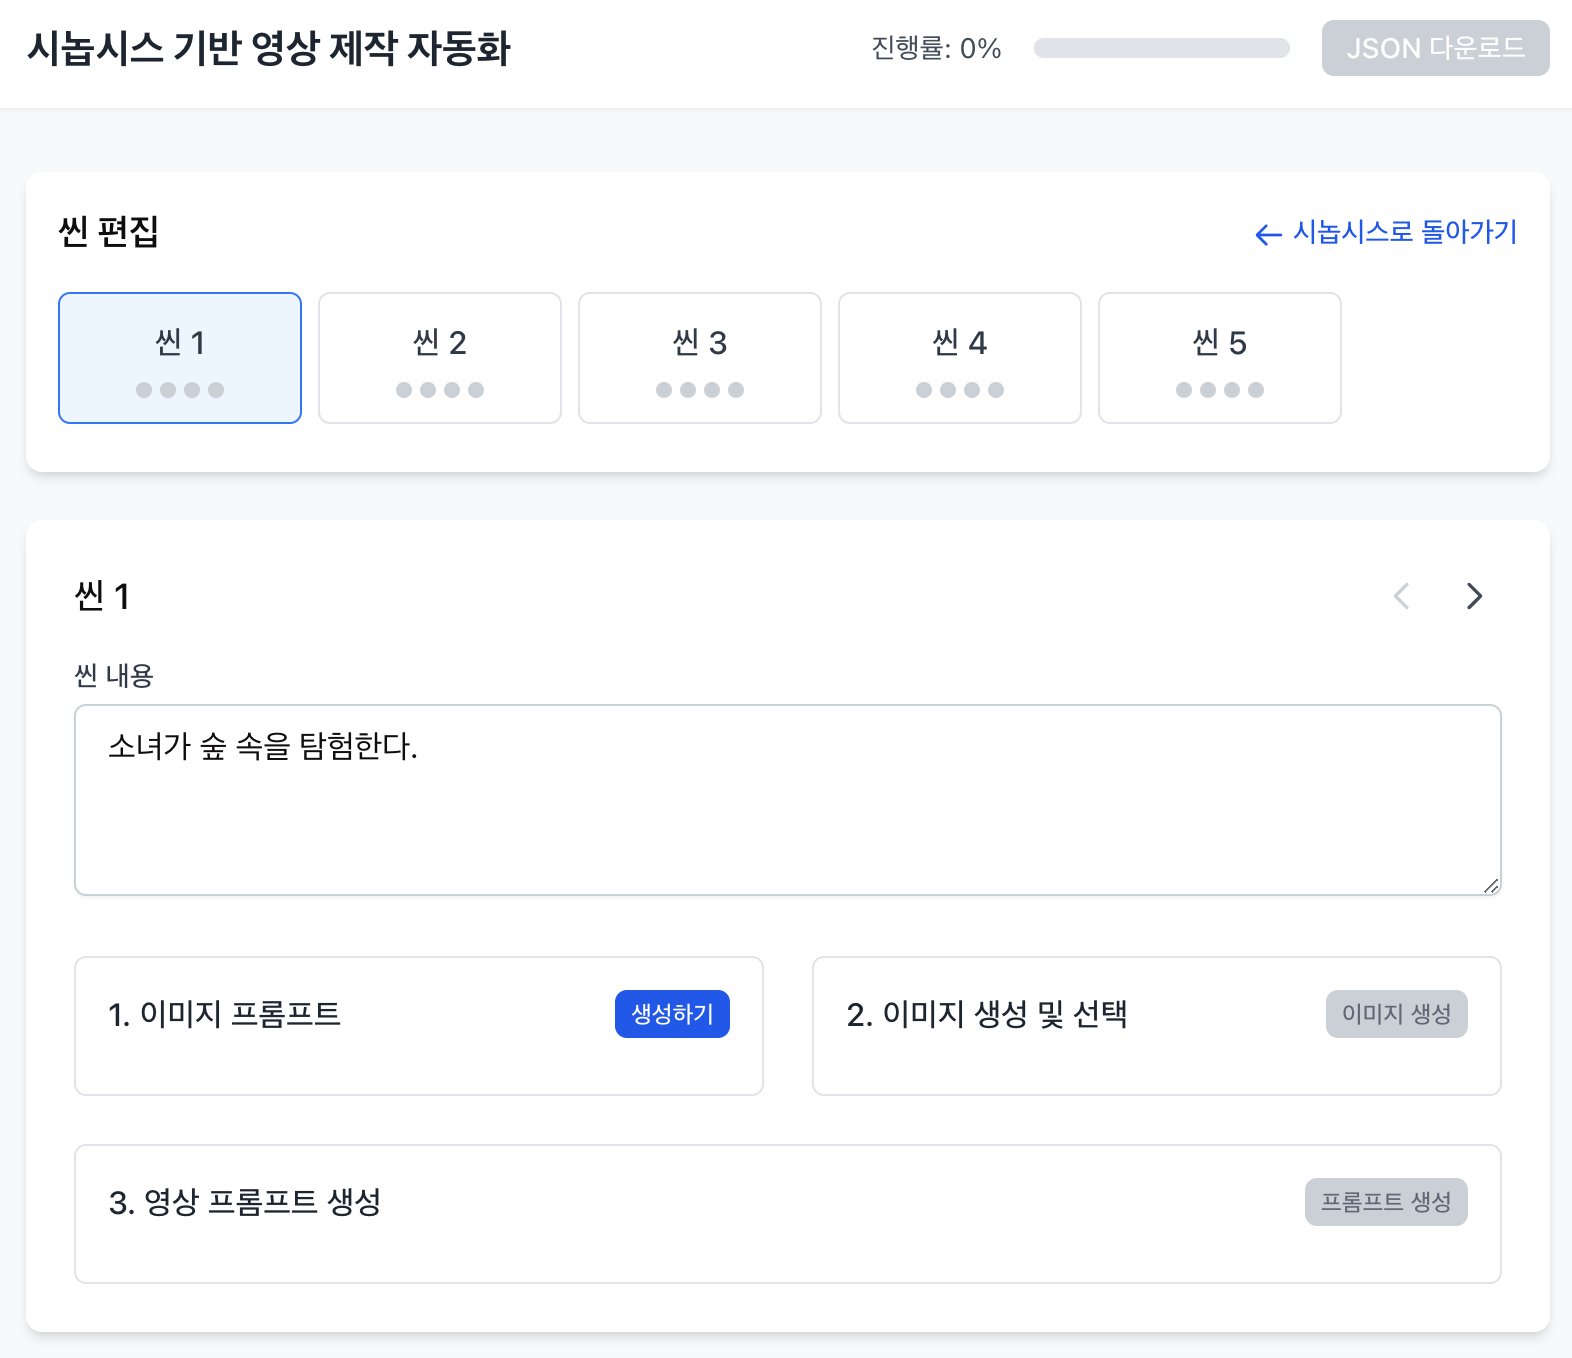 시놉시스 기반 영상 제작 자동화
진행률: 0%
JSON 다운로드
씬 편집
← 시놉시스로 돌아가기
씬 1
씬 2
씬 3
씬 4
씬 5
씬 1
씬 내용
소녀가 숲 속을 탐험한다.
1. 이미지 프롬프트
생성하기
2. 이미지 생성 및 선택
이미지 생성
3. 영상 프롬프트 생성
프롬프트 생성